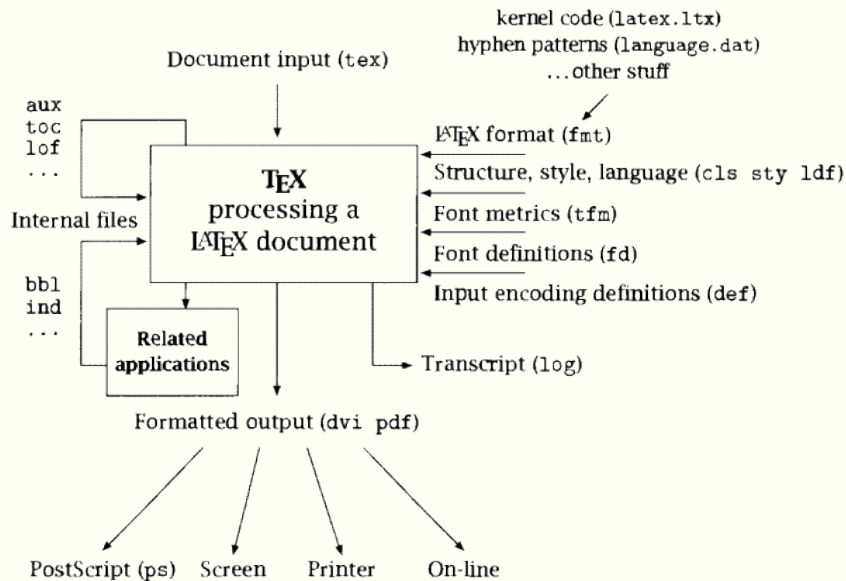 kernel code (latex.ltx)
hyphen patterns (language.dat)
...other stuff
Document input (tex)
aux
toc
lof
...
LATEX format (fmt)
TEX
processing a
LATEX document
Structure, style, language (cls sty ldf)
Font metrics (tfm)
Internal files
Font definitions (fd)
Input encoding definitions (def)
bbl
ind
...
Related
applications
Transcript (log)
Formatted output (dvi pdf)
PostScript (ps)
Screen
Printer
On-line